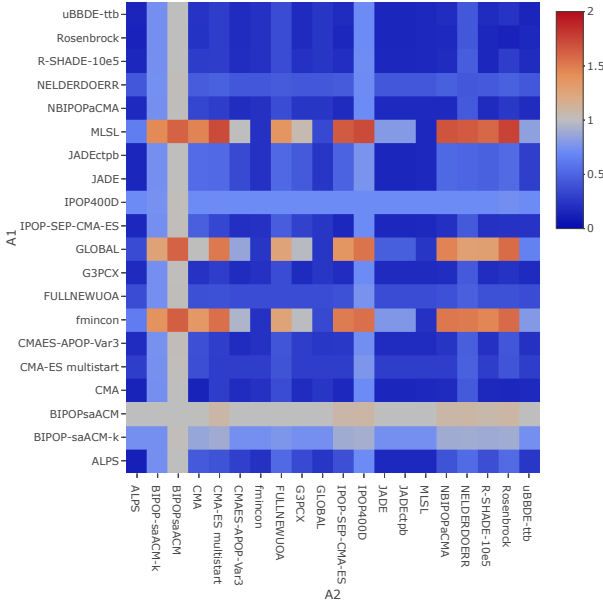 uBBDE-ttb
Rosenbrock
R-SHADE-10e5
NELDERDOERR
NBIPOPaCMA
MLSL
JADEctpb
JADE
IPOP400D
IPOP-SEP-CMA-ES
GLOBAL
G3PCX
FULLNEWUOA
fmincon
CMAES-APOP-Var3
CMA-ES multistart
CMA
BIPOPsaACM
BIPOP-saACM-k
ALPS
A1
ALPS
BIPOP-saACM-k
BIPOPsaACM
CMA
CMA-ES multistart
CMAES-APOP-Var3
fmincon
FULLNEWUOA
G3PCX
GLOBAL
IPOP-SEP-CMA-ES
IPOP400D
JADE
JADEctpb
MLSL
NBIPOPaCMA
NELDERDOERR
R-SHADE-10e5
Rosenbrock
uBBDE-ttb
A2
2
1.5
1
0.5
0